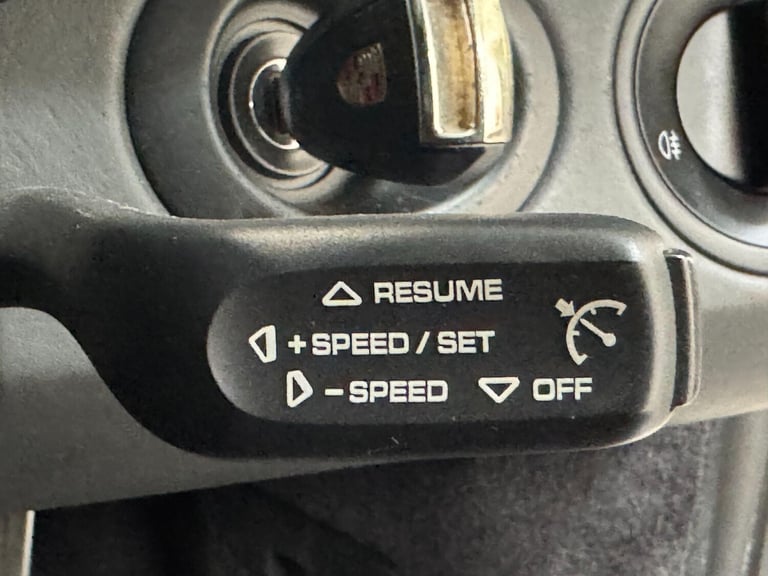 RESUME
+SPEED / SET
–SPEED OFF